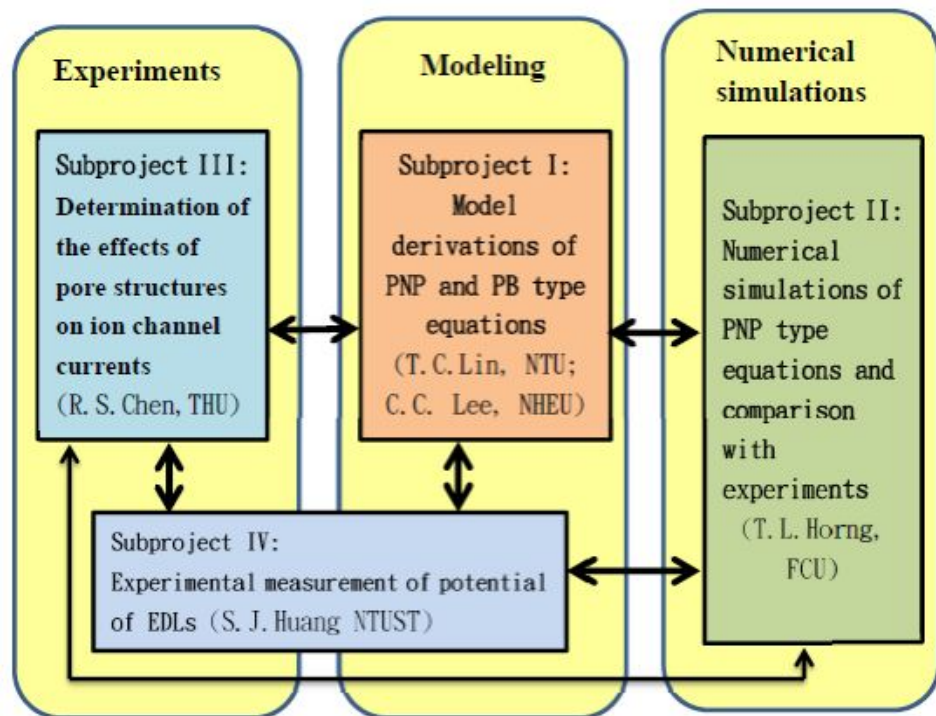 Experiments
Subproject III:
Determination of
the effects of
pore structures
on ion channel
currents
(R.S.Chen, THU)
Modeling
Subproject I:
Model
derivations of
PNP and PB type
equations
(T.C.Lin, NTU;
C.C. Lee, NHEU)
Numerical
simulations
Subproject II:
Numerical
simulations of
PNP type
equations and
comparison
with
experiments
(T.L.Horng,
FCU)
Subproject IV:
Experimental measurement of potential
of EDLs (S.J.Huang NTUST)